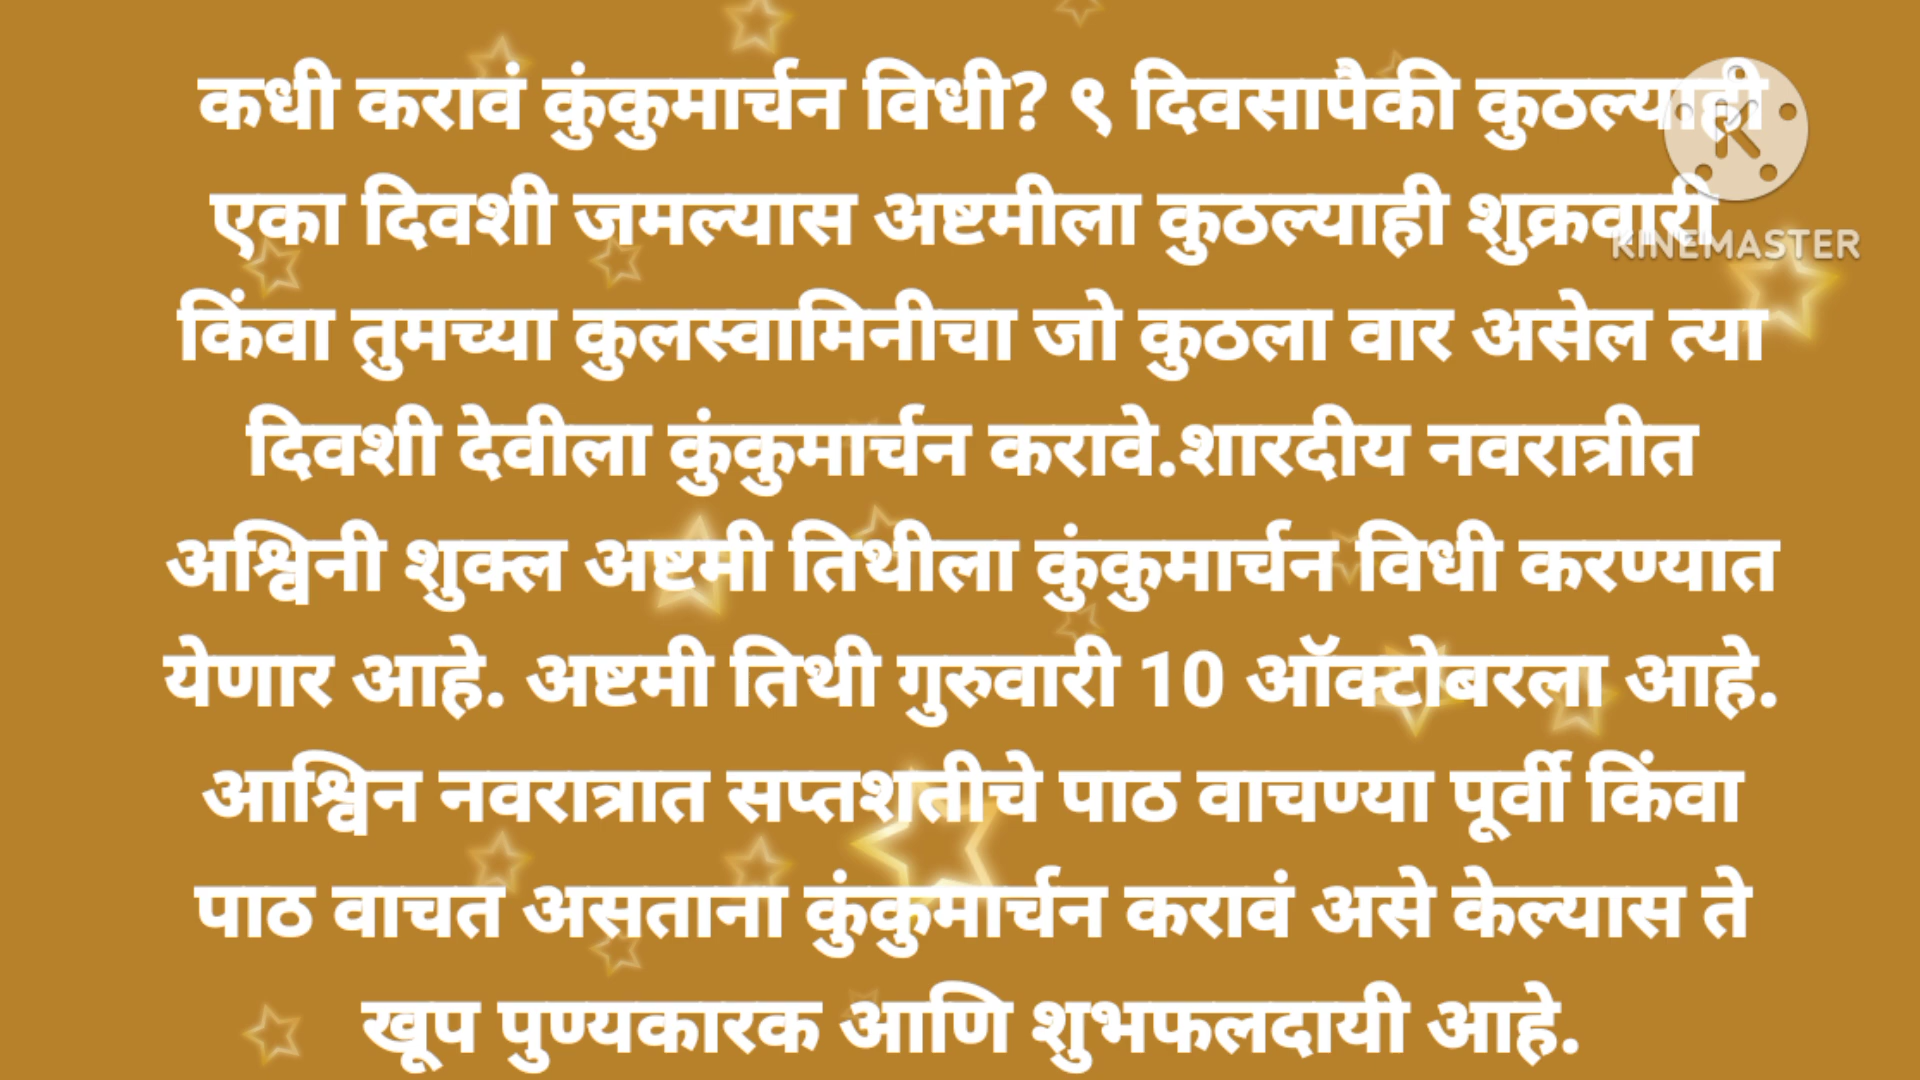 कधी करावं कुंकुमार्चन विधी? ९ दिवसापैकी कुठल्याही
एका दिवशी जमल्यास अष्टमीला कुठल्याही शुक्रवारी
KINEMASTER
किंवा तुमच्या कुलस्वामिनीचा जो कुठला वार असेल त्या
दिवशी देवीला कुंकुमार्चन करावे.शारदीय नवरात्रीत
अश्विनी शुक्ल अष्टमी तिथीला कुंकुमार्चन विधी करण्यात
येणार आहे. अष्टमी तिथी गुरुवारी 10 ऑक्टोबरला आहे.
आश्विन नवरात्रात सप्तशतीचे पाठ वाचण्या पूर्वी किंवा
पाठ वाचत असताना कुंकुमार्चन करावं असे केल्यास ते
खूप पुण्यकारक आणि शुभफलदायी आहे.